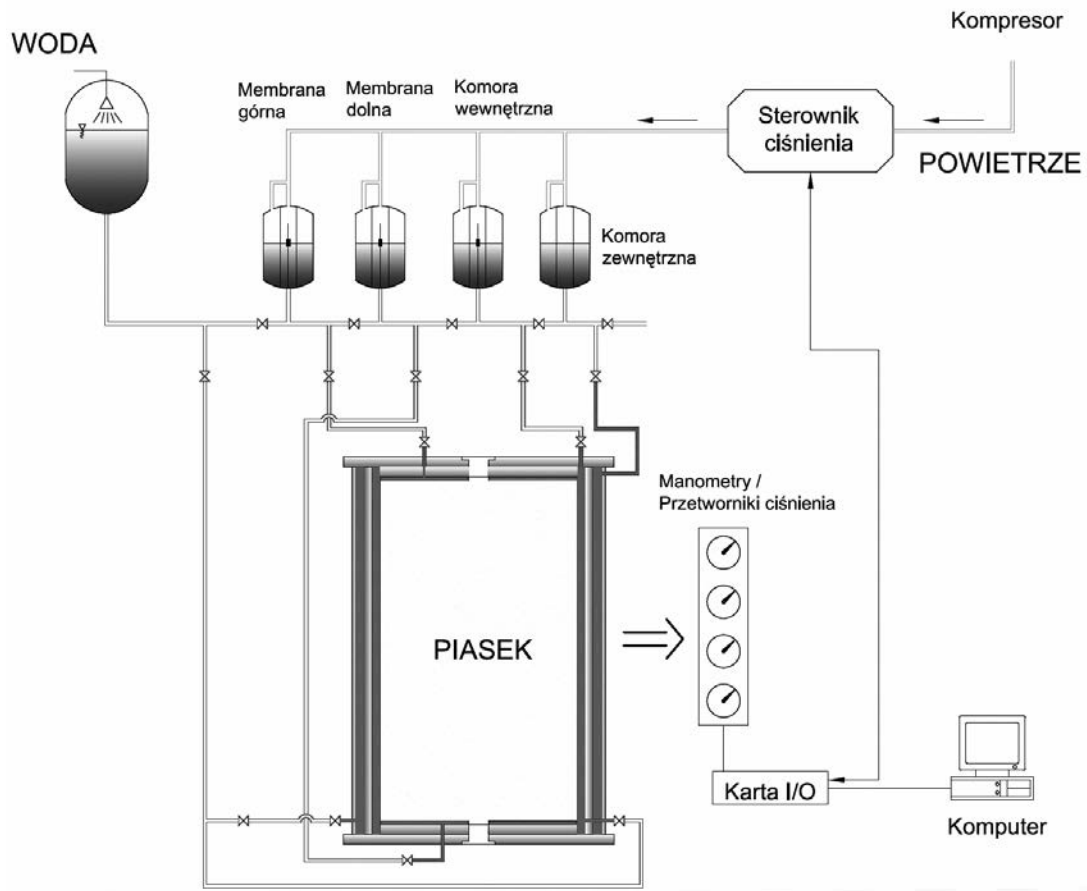 Kompresor
WODA
Membrana
górna
Membrana
dolna
Komora
wewnętrzna
Sterownik
ciśnienia
POWIETRZE
Komora
zewnętrzna
Manometry /
Przetworniki ciśnienia
PIASEK
Karta I/O
Komputer